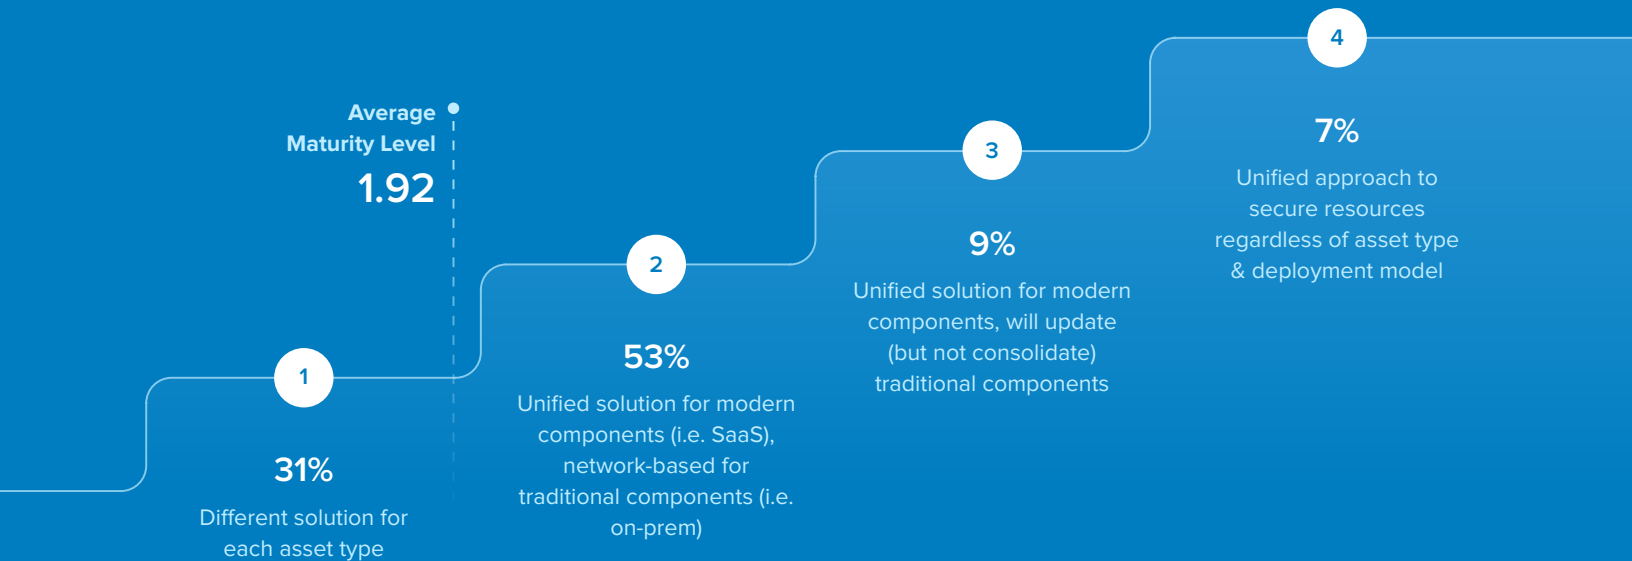 Average
Maturity Level
1.92
1
31%
Different solution for
each asset type
2
53%
Unified solution for modern
components (i.e. SaaS),
network-based for
traditional components (i.e.
on-prem)
3
9%
Unified solution for modern
components, will update
(but not consolidate)
traditional components
4
7%
Unified approach to
secure resources
regardless of asset type
& deployment model